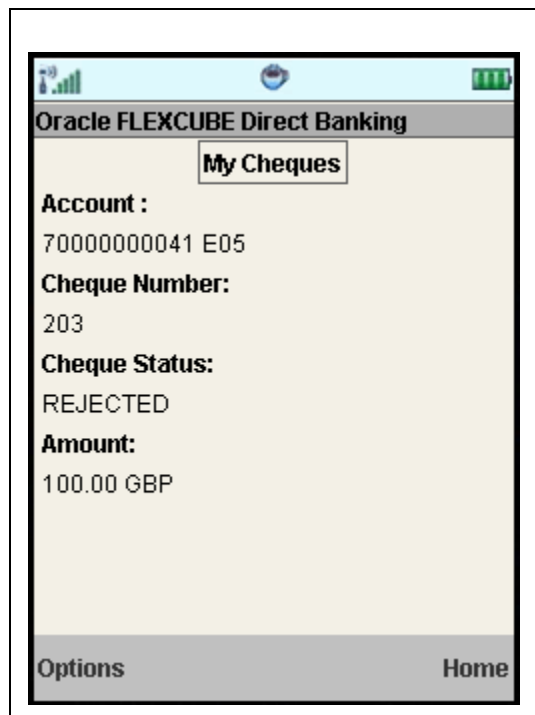 Oracle FLEXCUBE Direct Banking
My Cheques
Account :
70000000041 E05
Cheque Number:
203
Cheque Status:
REJECTED
Amount:
100.00 GBP
Options Home